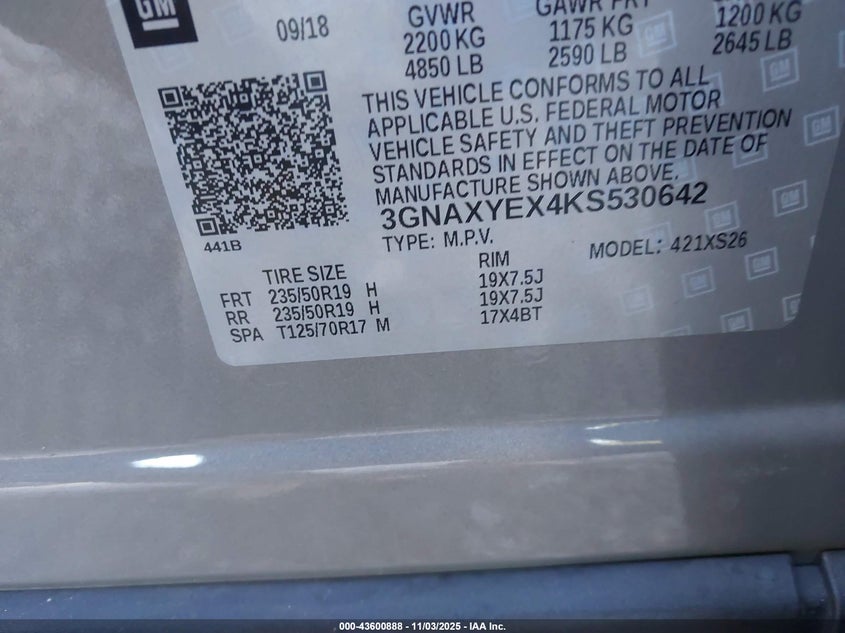 GM
09/18
GVWR
2200 KG
4850 LB
GAWR FRT
1175 KG
2590 LB
1200 KG
2645 LB
THIS VEHICLE CONFORMS TO ALL
APPLICABLE U.S. FEDERAL MOTOR
VEHICLE SAFETY AND THEFT PREVENTION
STANDARDS IN EFFECT ON THE DATE OF
MANUFACTURE SHOWN ABOVE.
3GNAXYEX4KS530642
441B
TYPE: M.P.V.
MODEL: 421XS26
TIRE SIZE
RIM
FRT 235/50R19 H 19X7.5J
RR 235/50R19 H 19X7.5J
SPA T125/70R17 M 17X4BT
000-43600888 - 11/03/2025 - IAA Inc.